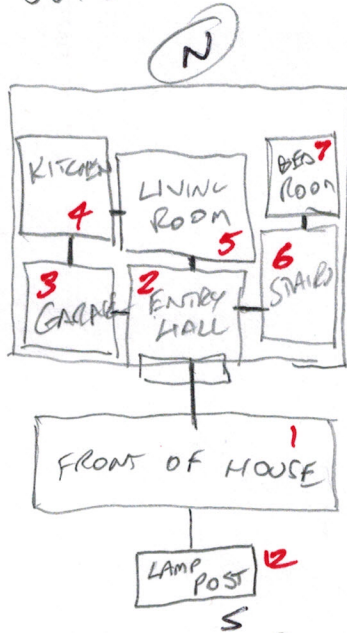 N
KITCHEN
4
LIVING
ROOM
5
BED 7
ROOM
3
GARAGE
2 ENTRY
HALL
6
STAIRS
1
FRONT OF HOUSE
LAMP
POST
12
S